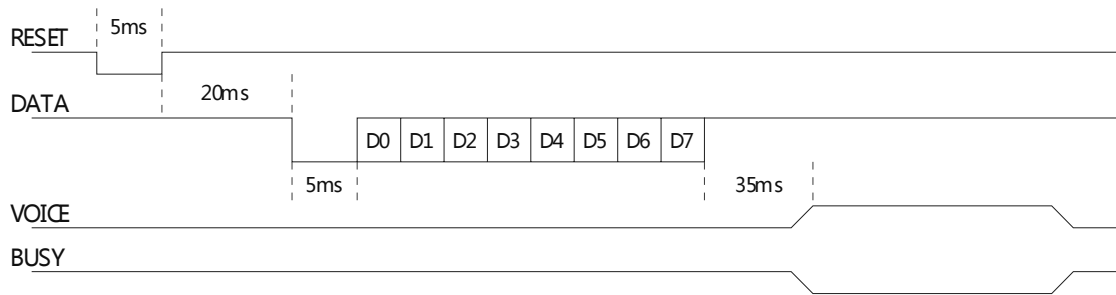 5ms
RESET
20ms
DATA
D0 D1 D2 D3 D4 D5 D6 D7
5ms
35ms
VOICE
BUSY